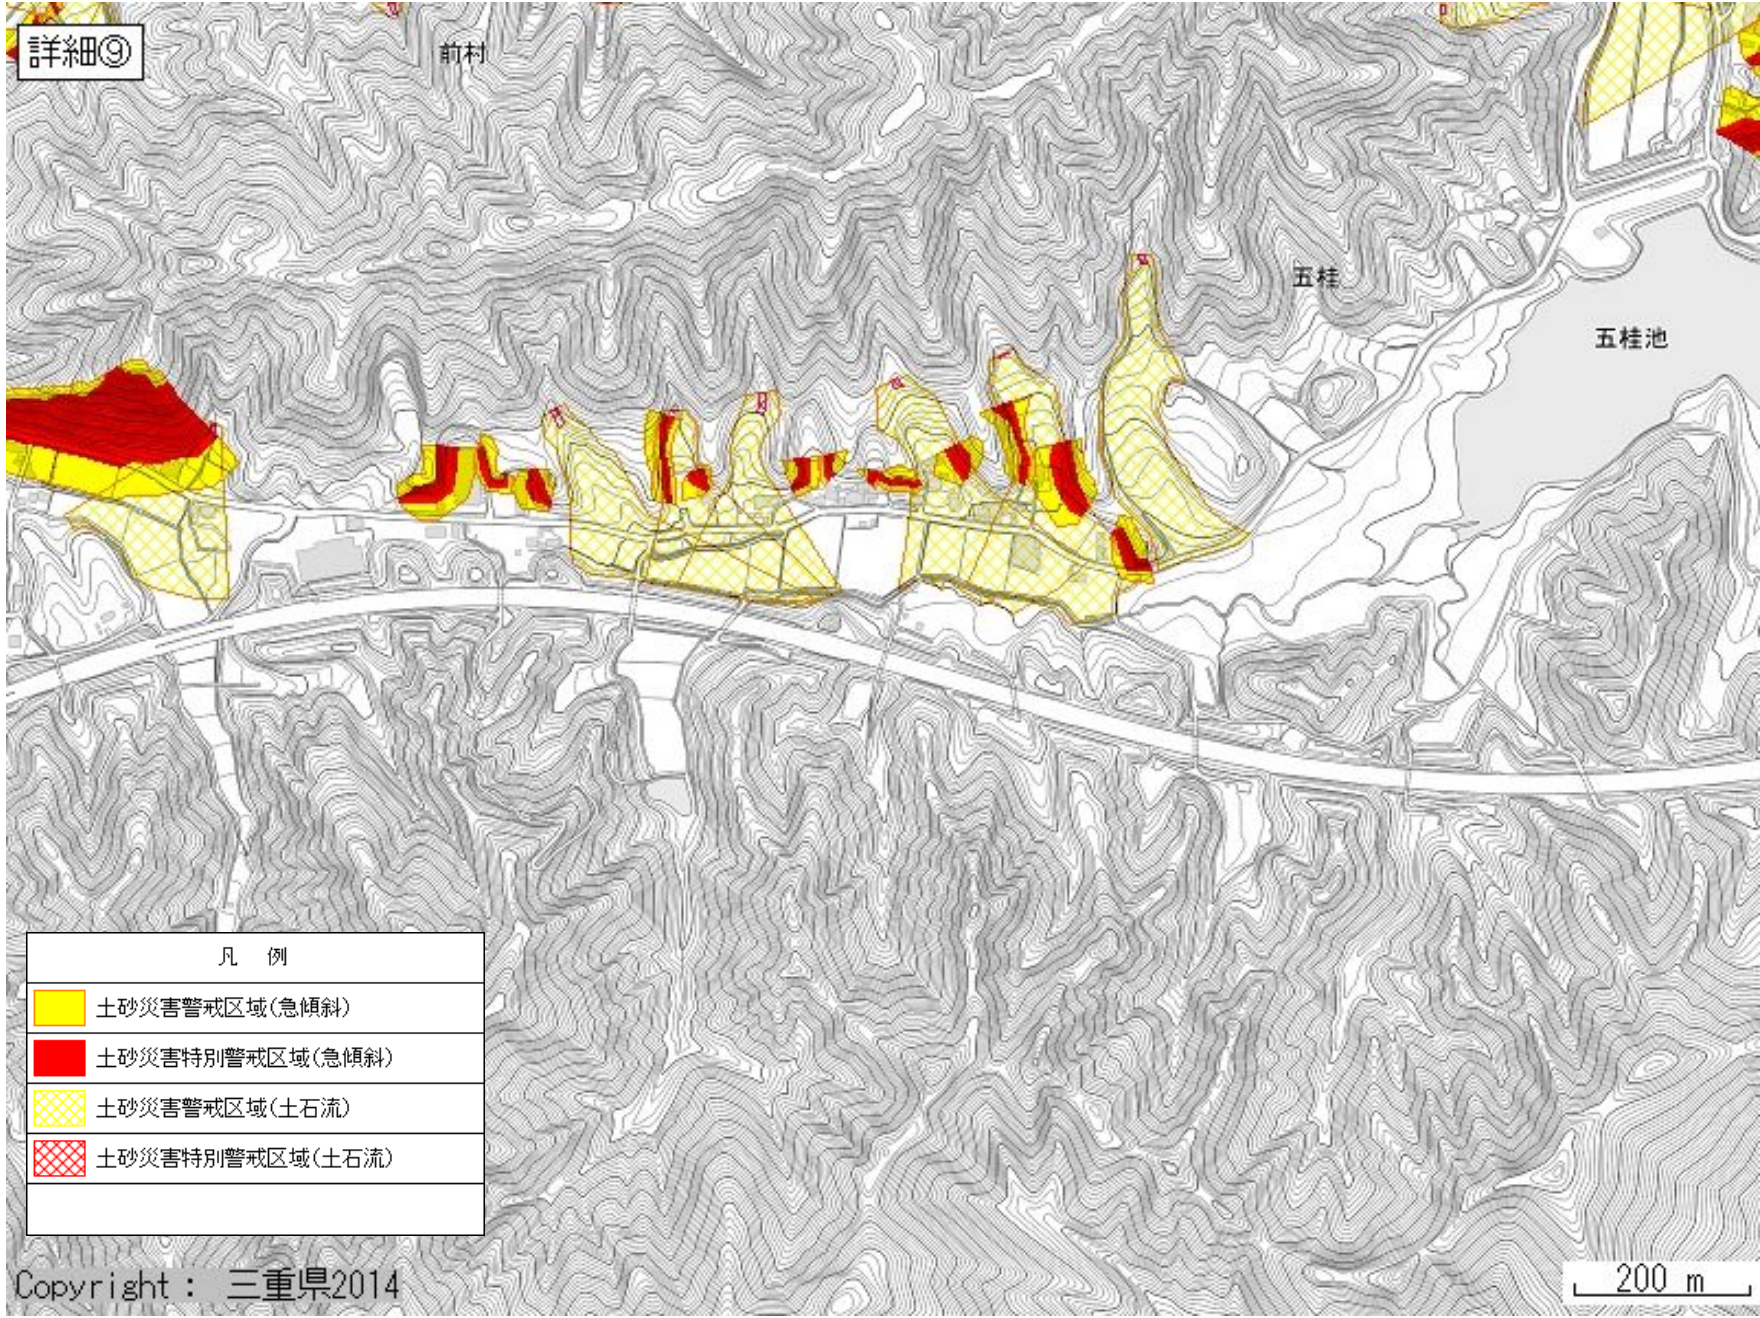 詳細⑨
前村
五桂
五桂池
凡 例
土砂災害警戒区域(急傾斜)
土砂災害特別警戒区域(急傾斜)
土砂災害警戒区域(土石流)
土砂災害特別警戒区域(土石流)
Copyright : 三重県2014
200 m